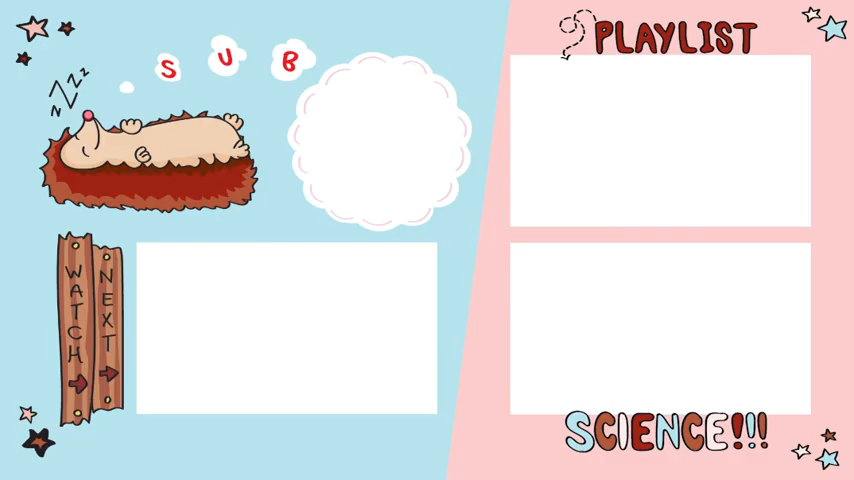 PLAYLIST
S U B
N Z Z Z
WATCH
NEXT
SCIENCE!!!